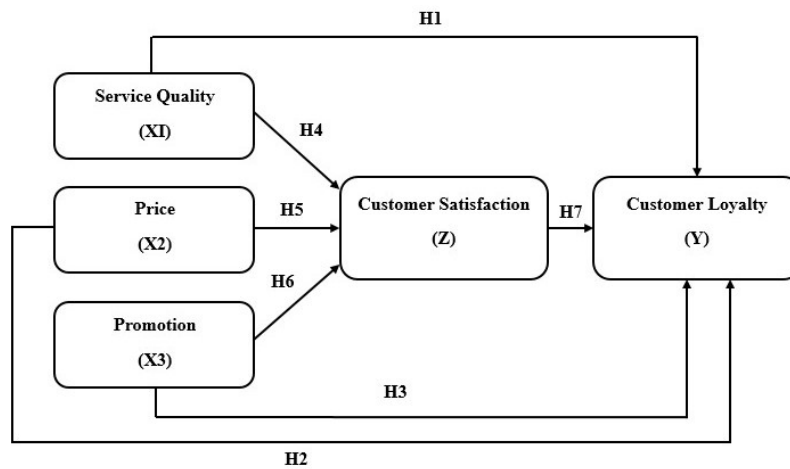 H1
Service Quality
(XI)
H4
Price
(X2)
H5
Customer Satisfaction
(Z)
H7
Customer Loyalty
(Y)
H6
Promotion
(X3)
H3
H2